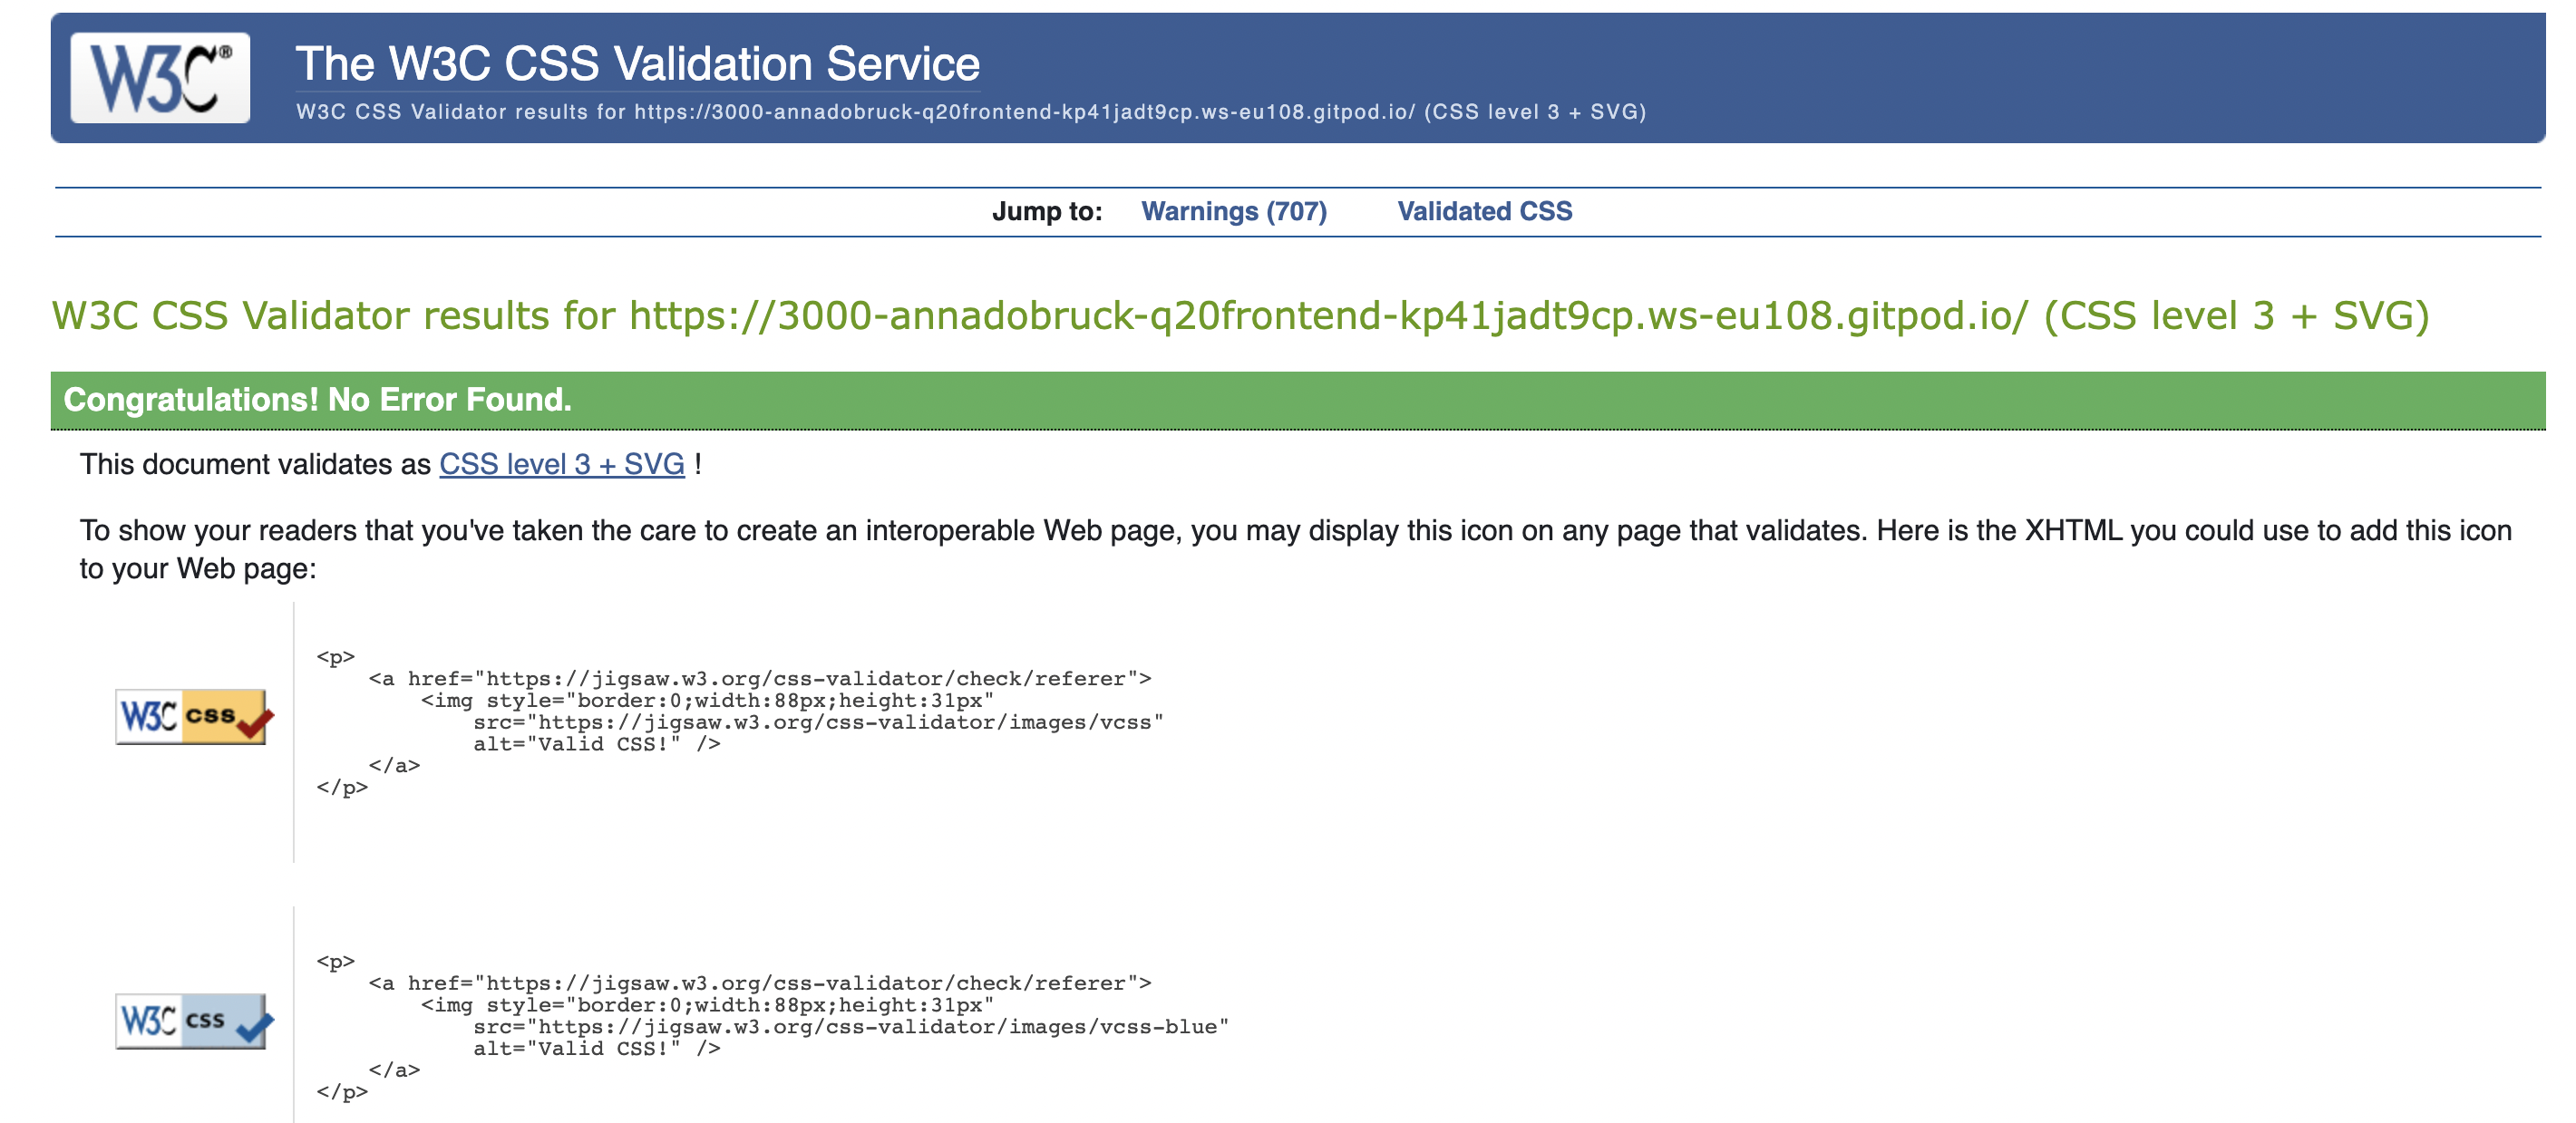 W3C® The W3C CSS Validation Service
W3C CSS Validator results for https://3000-annadobruck-q20frontend-kp41jadt9cp.ws-eu108.gitpod.io/ (CSS level 3 + SVG)
Jump to: Warnings (707) Validated CSS
W3C CSS Validator results for https://3000-annadobruck-q20frontend-kp41jadt9cp.ws-eu108.gitpod.io/ (CSS level 3 + SVG)
Congratulations! No Error Found.
This document validates as CSS level 3 + SVG !
To show your readers that you've taken the care to create an interoperable Web page, you may display this icon on any page that validates. Here is the XHTML you could use to add this icon
to your Web page:
W3C css
<p>
    <a href="https://jigsaw.w3.org/css-validator/check/referer">
        <img style="border:0;width:88px;height:31px"
            src="https://jigsaw.w3.org/css-validator/images/vcss"
            alt="Valid CSS!" />
    </a>
</p>
W3C css
<p>
    <a href="https://jigsaw.w3.org/css-validator/check/referer">
        <img style="border:0;width:88px;height:31px"
            src="https://jigsaw.w3.org/css-validator/images/vcss-blue"
            alt="Valid CSS!" />
    </a>
</p>